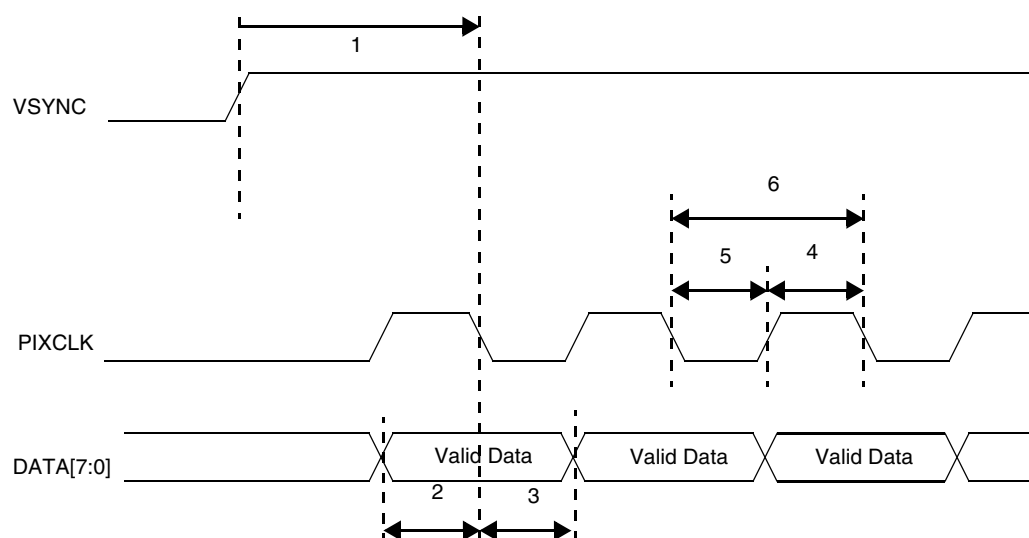 1
VSYNC
6
5
4
PIXCLK
DATA[7:0]
Valid Data
Valid Data
Valid Data
2
3